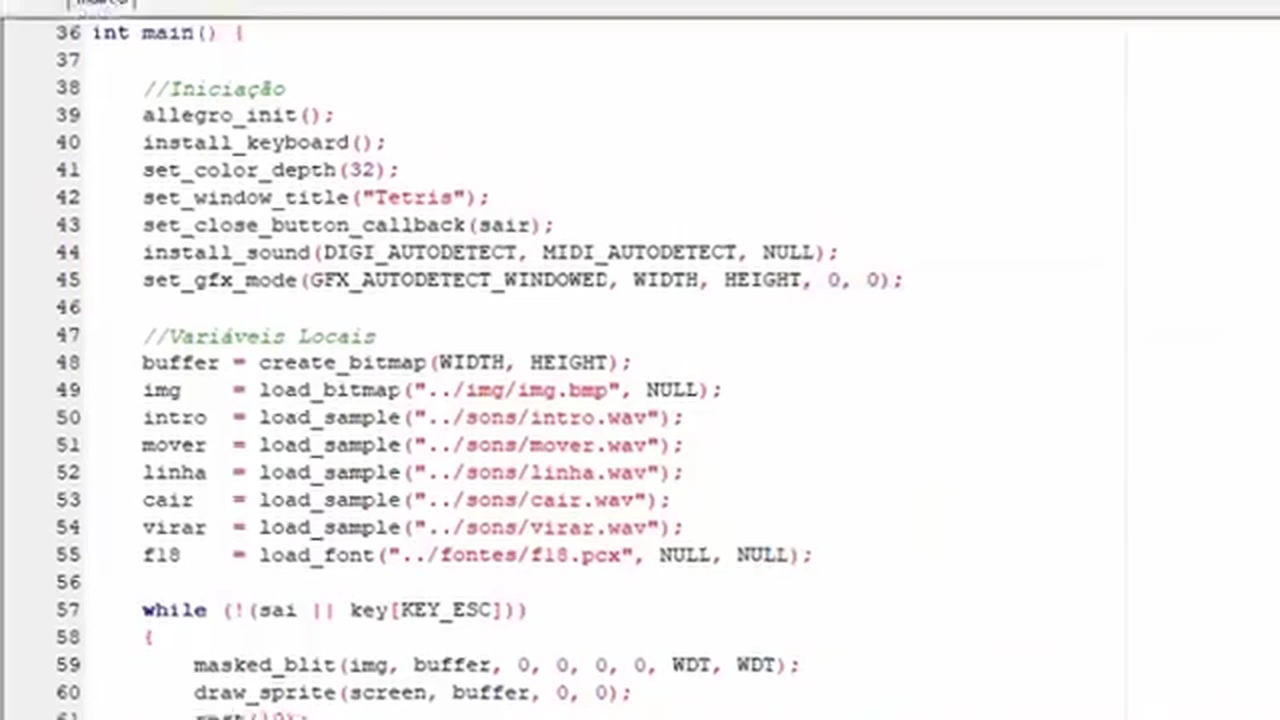 36 int main() {
37
38 //Iniciação
39 allegro_init();
40 install_keyboard();
41 set_color_depth(32);
42 set_window_title("Tetris");
43 set_close_button_callback(sair);
44 install_sound(DIGI_AUTODETECT, MIDI_AUTODETECT, NULL);
45 set_gfx_mode(GFX_AUTODETECT_WINDOWED, WIDTH, HEIGHT, 0, 0);
46
47 //Variáveis Locais
48 buffer = create_bitmap(WIDTH, HEIGHT);
49 img = load_bitmap("../img/img.bmp", NULL);
50 intro = load_sample("../sons/intro.wav");
51 mover = load_sample("../sons/mover.wav");
52 linha = load_sample("../sons/linha.wav");
53 cair = load_sample("../sons/cair.wav");
54 virar = load_sample("../sons/virar.wav");
55 f18 = load_font("../fontes/f18.pcx", NULL, NULL);
56
57 while (!(sai || key[KEY_ESC]))
58 {
59 masked_blit(img, buffer, 0, 0, 0, 0, WDT, WDT);
60 draw_sprite(screen, buffer, 0, 0);